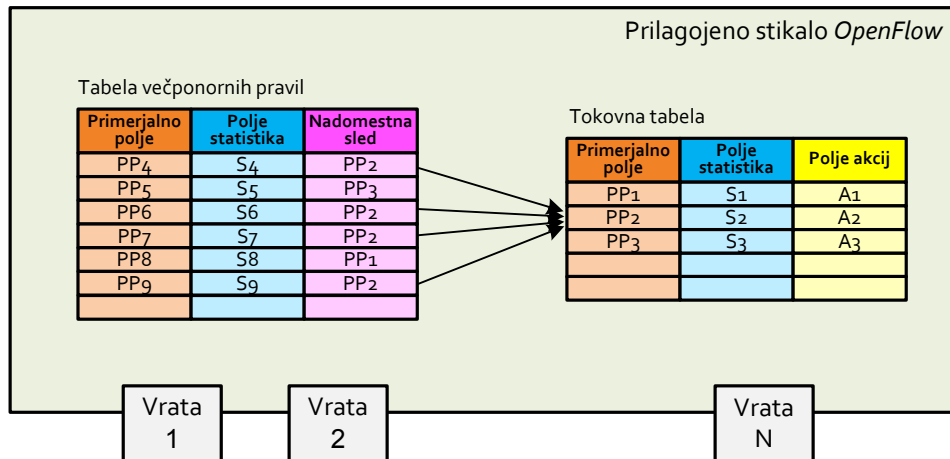 Prilagojeno stikalo OpenFlow
Tabela večponornih pravil
Primerjalno polje Polje statistika Nadomestna sled
PP4 S4 PP2
PP5 S5 PP3
PP6 S6 PP2
PP7 S7 PP2
PP8 S8 PP1
PP9 S9 PP2
Tokovna tabela
Primerjalno polje Polje statistika Polje akcij
PP1 S1 A1
PP2 S2 A2
PP3 S3 A3
Vrata 1
Vrata 2
Vrata N